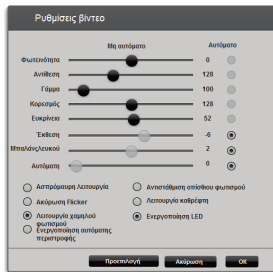 Ρυθμίσεις βίντεο
Μη αυτόματο Αυτόματο
Φωτεινότητα 0
Αντίθεση 128
Γάμμα 100
Κορεσμός 128
Ευκρίνεια 52
Έκθεση -6
ΜπαλάνςΛευκού 2
Αυτόματη 0
Ασπρόμαυρη Λειτουργία Αντιστάθμιση οπίσθιου φωτισμού
Ακύρωση Flicker Λειτουργία καθρέφτη
Λειτουργία χαμηλού φωτισμού Ενεργοποίηση LED
Ενεργοποίηση αυτόματης περιστροφής
Προεπιλογή Ακύρωση OK